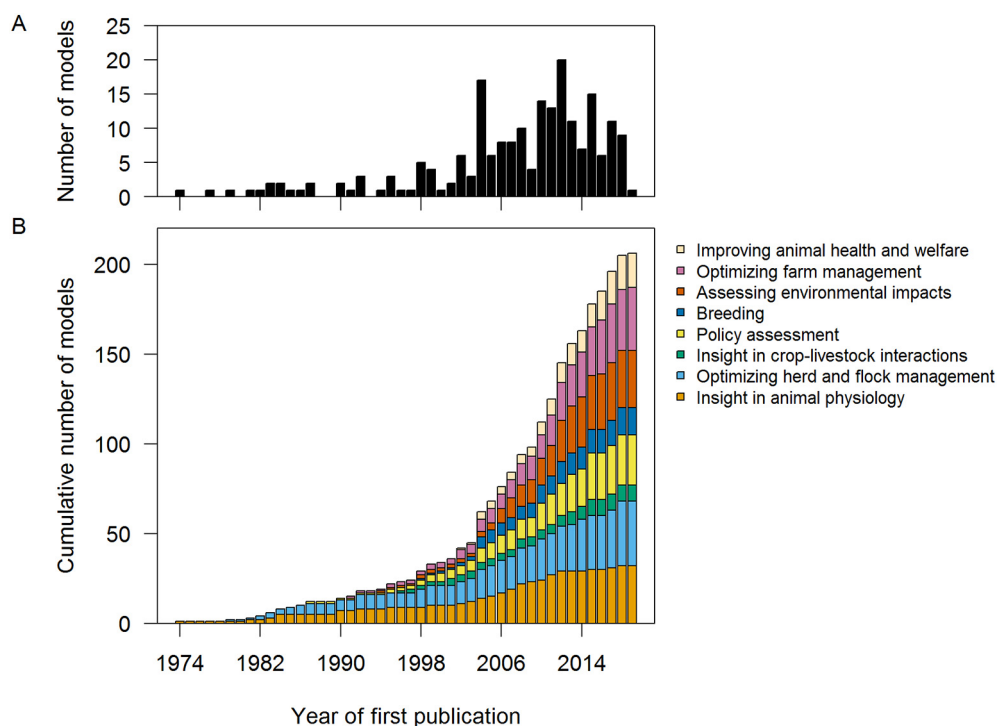 A
Number of models
25
20
15
10
5
0
B
Cumulative number of models
200
150
100
50
0
1974
1982
1990
1998
2006
2014
Year of first publication
Improving animal health and welfare
Optimizing farm management
Assessing environmental impacts
Breeding
Policy assessment
Insight in crop-livestock interactions
Optimizing herd and flock management
Insight in animal physiology